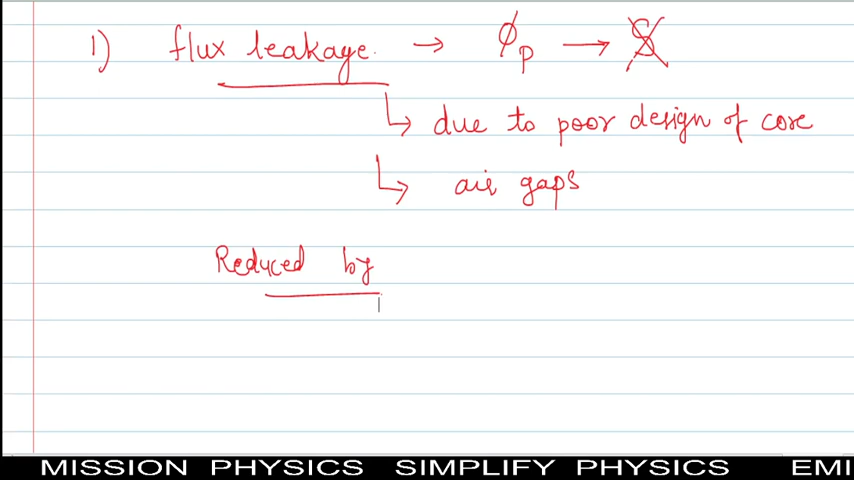 1) flux leakage. → ϕp → S
↳ due to poor design of core
↳ air gaps
Reduced by
MISSION PHYSICS SIMPLIFY PHYSICS EMI